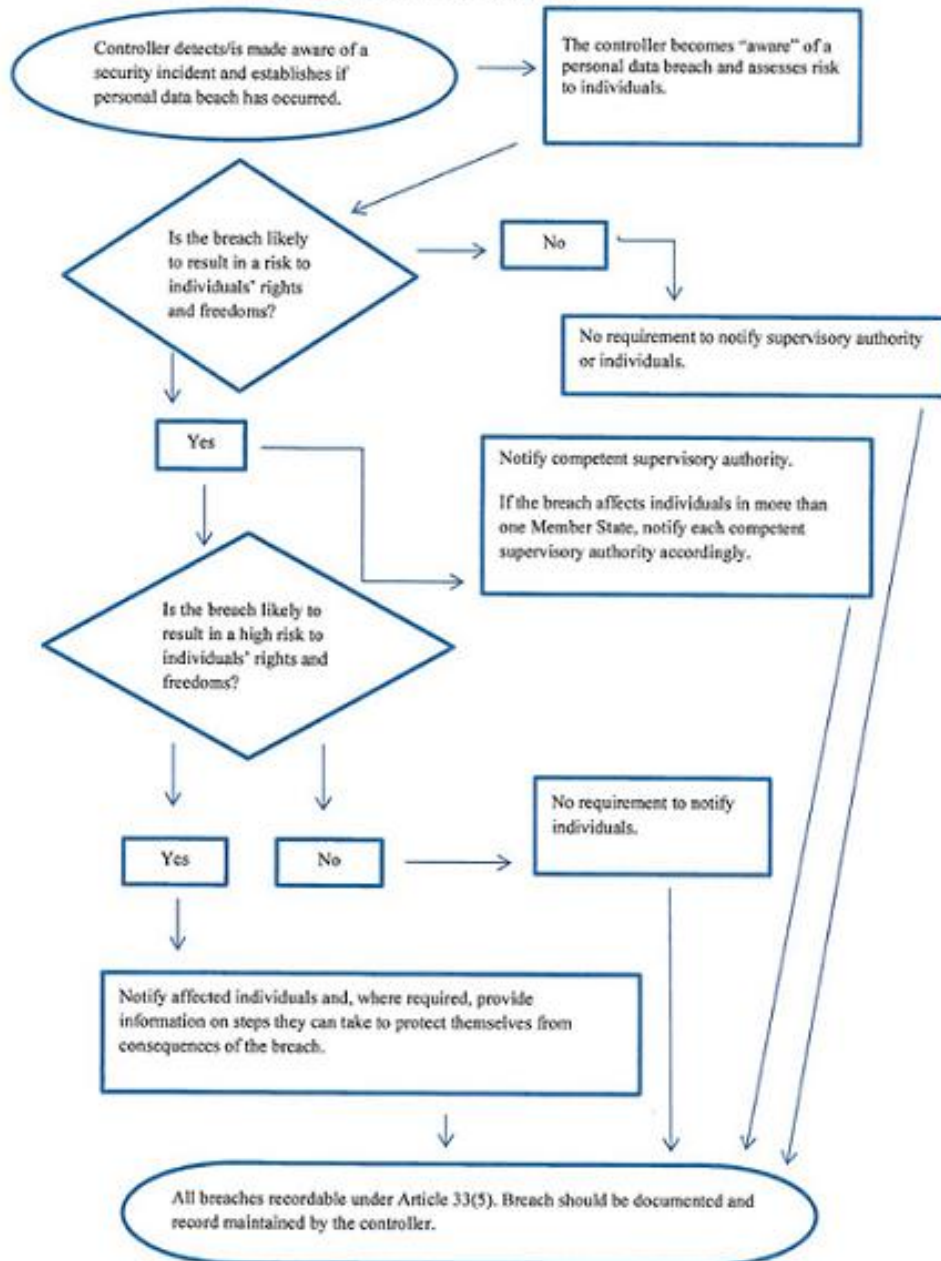 Controller detects/is made aware of a
security incident and establishes if
personal data beach has occurred.
The controller becomes “aware” of a
personal data breach and assesses risk
to individuals.
Is the breach likely
to result in a risk to
individuals’ rights
and freedoms?
No
No requirement to notify supervisory authority
or individuals.
Yes
Notify competent supervisory authority.
If the breach affects individuals in more than
one Member State, notify each competent
supervisory authority accordingly.
Is the breach likely to
result in a high risk to
individuals’ rights and
freedoms?
Yes
No
No requirement to notify
individuals.
Notify affected individuals and, where required, provide
information on steps they can take to protect themselves from
consequences of the breach.
All breaches recordable under Article 33(5). Breach should be documented and
record maintained by the controller.